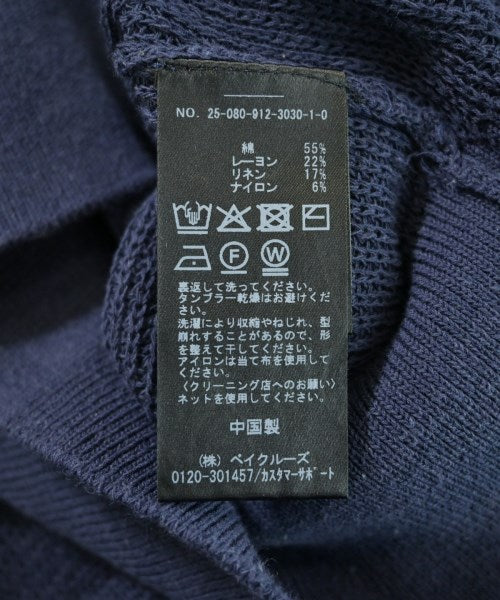 NO. 25-080-912-3030-1-0
綿 55%
レーヨン 22%
リネン 17%
ナイロン 6%
F W
裏返して洗ってください。
タンブラー乾燥はお避けくださ
い。
洗濯により収縮やねじれ、型
崩れすることがあるので、形
を整えて干してください。
アイロンは当て布を使用して
ください。
〈クリーニング店へのお願い〉
ネットを使用してください。
中国製
(株) ベイクルーズ
0120-301457/カスタマーサポート